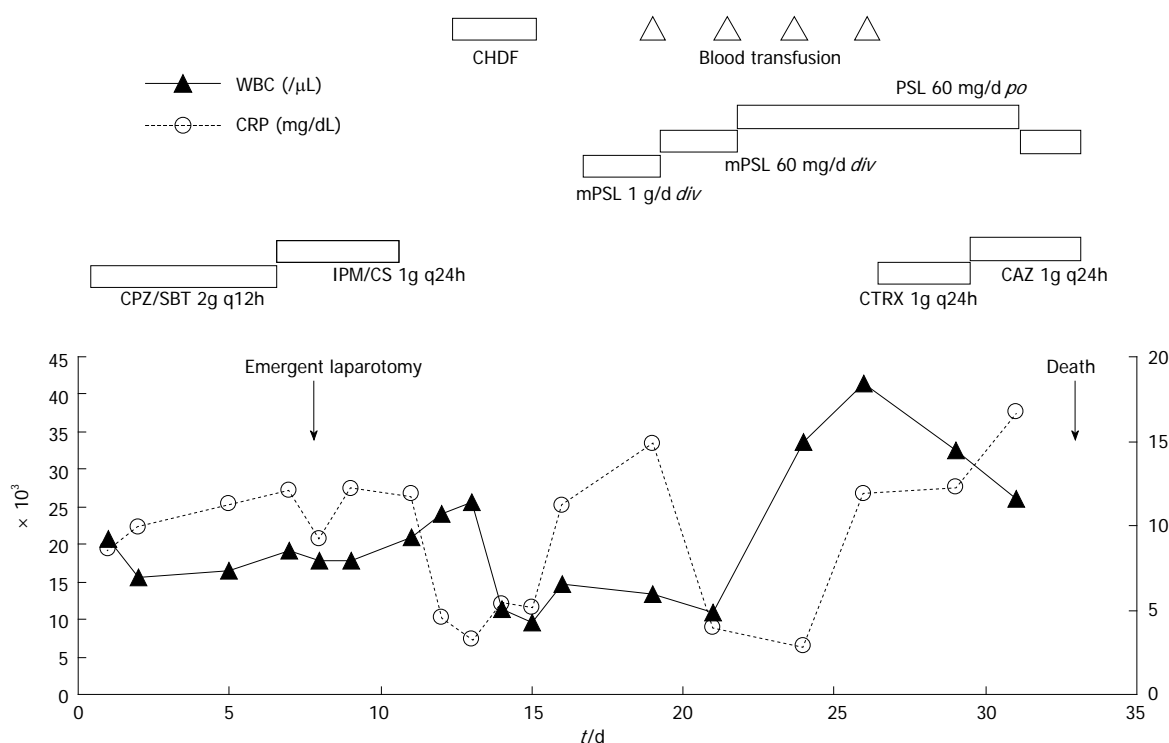 CHDF
Blood transfusion
WBC (/μL)
CRP (mg/dL)
PSL 60 mg/d po
mPSL 60 mg/d div
mPSL 1 g/d div
IPM/CS 1g q24h
CPZ/SBT 2g q12h
CAZ 1g q24h
CTRX 1g q24h
Emergent laparotomy
Death
× 10³
45
40
35
30
25
20
15
10
5
0
20
15
10
5
0
0 5 10 15 20 25 30 35
t/d